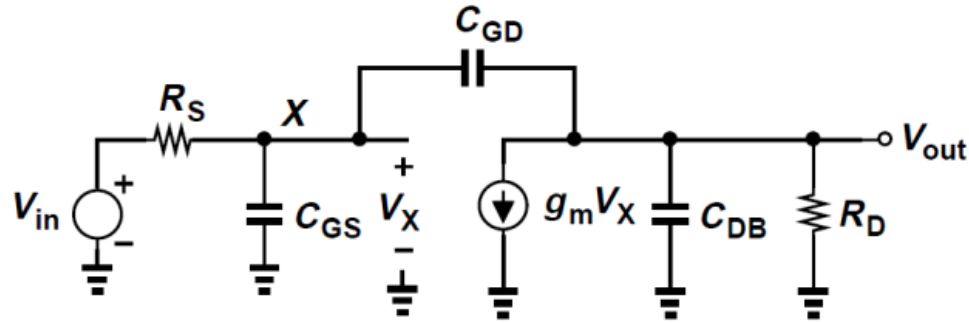 C_GD
R_S
X
V_out
+
+
V_in
−
C_GS
V_X
−
g_mV_X
C_DB
R_D